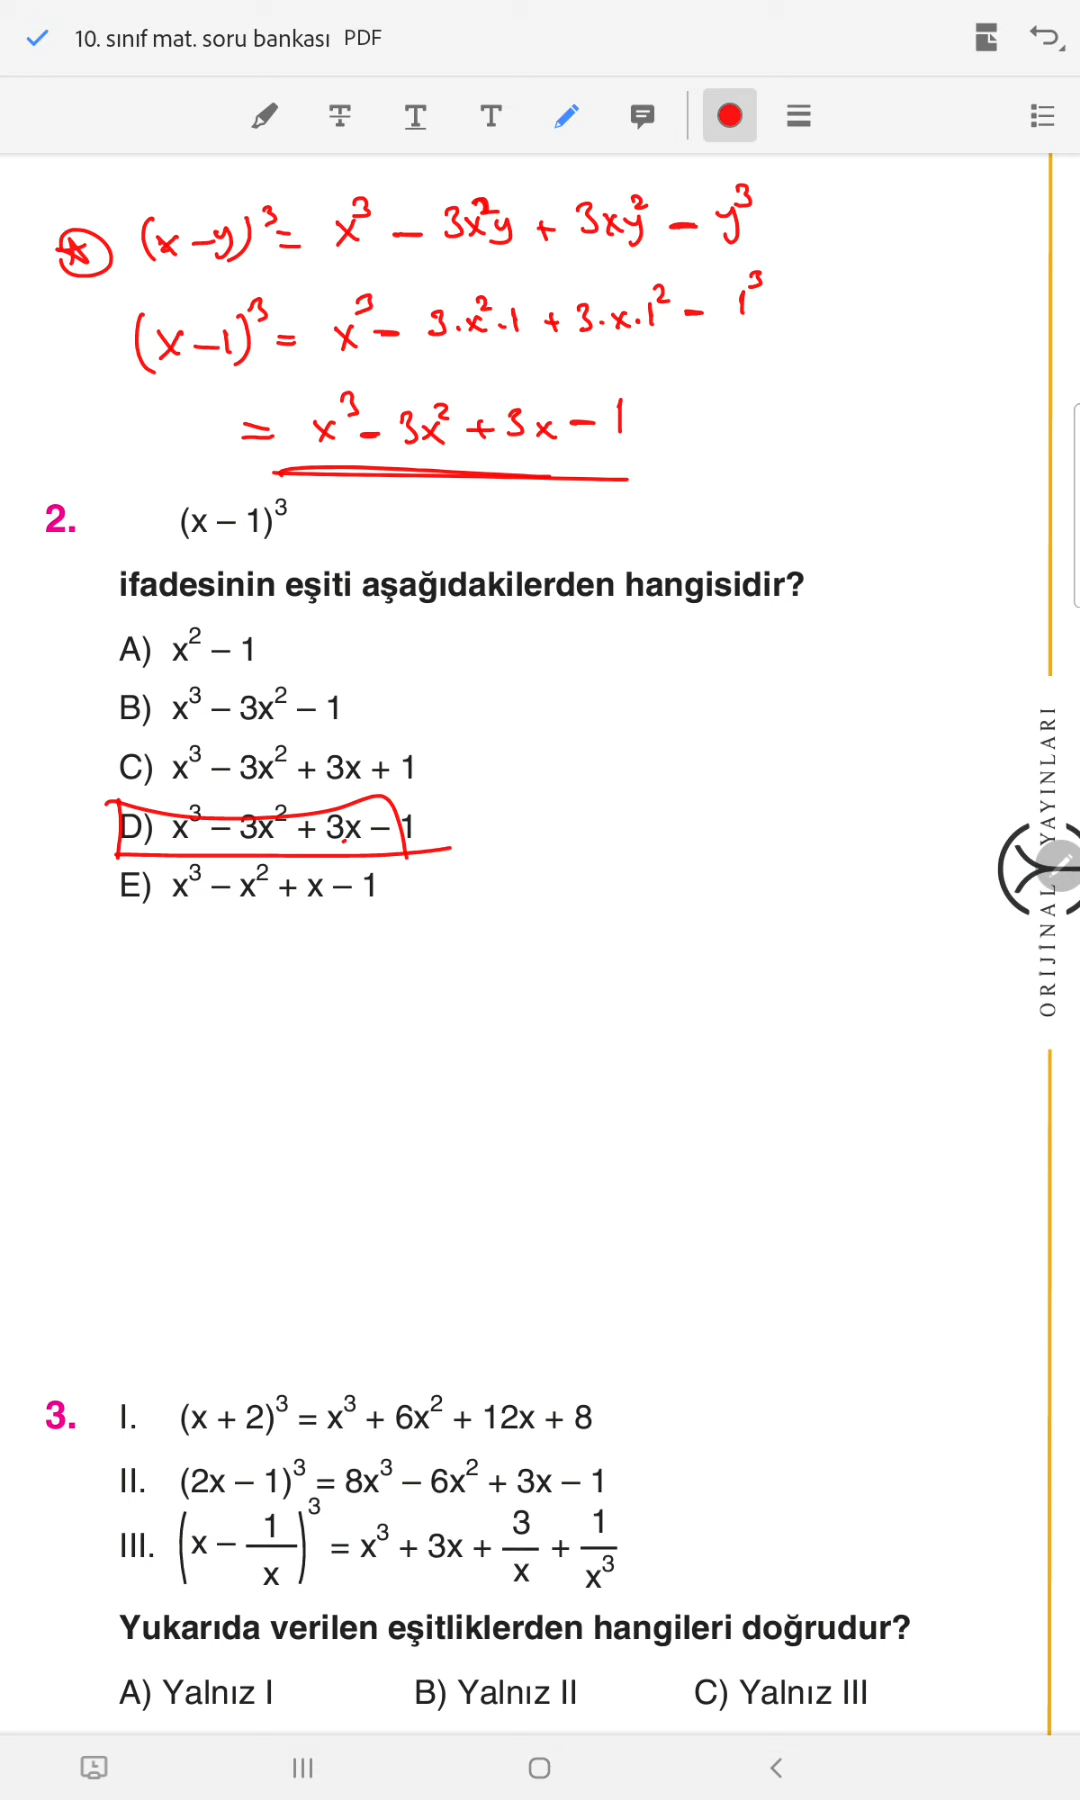 10. sınıf mat. soru bankası PDF
(x-y)³ = x³ - 3x²y + 3xy² - y³
(x-1)³ = x³ - 3.x².1 + 3.x.1² - 1³
= x³ - 3x² + 3x - 1
2. (x – 1)³
ifadesinin eşiti aşağıdakilerden hangisidir?
A) x² – 1
B) x³ – 3x² – 1
C) x³ – 3x² + 3x + 1
D) x³ – 3x² + 3x – 1
E) x³ – x² + x – 1
ORİJİNAL YAYINLARI
3. I. (x + 2)³ = x³ + 6x² + 12x + 8
II. (2x – 1)³ = 8x³ – 6x² + 3x – 1
III. (x – 1/x)³ = x³ + 3x + 3/x + 1/x³
Yukarıda verilen eşitliklerden hangileri doğrudur?
A) Yalnız I B) Yalnız II C) Yalnız III